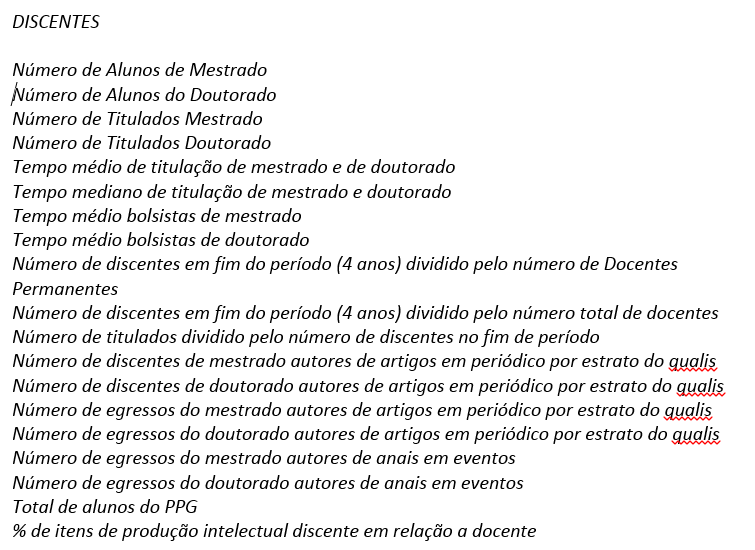 DISCENTES
Número de Alunos de Mestrado
Número de Alunos do Doutorado
Número de Titulados Mestrado
Número de Titulados Doutorado
Tempo médio de titulação de mestrado e de doutorado
Tempo mediano de titulação de mestrado e doutorado
Tempo médio bolsistas de mestrado
Tempo médio bolsistas de doutorado
Número de discentes em fim do período (4 anos) dividido pelo número de Docentes
Permanentes
Número de discentes em fim do período (4 anos) dividido pelo número total de docentes
Número de titulados dividido pelo número de discentes no fim de período
Número de discentes de mestrado autores de artigos em periódico por estrato do qualis
Número de discentes de doutorado autores de artigos em periódico por estrato do qualis
Número de egressos do mestrado autores de artigos em periódico por estrato do qualis
Número de egressos do doutorado autores de artigos em periódico por estrato do qualis
Número de egressos do mestrado autores de anais em eventos
Número de egressos do doutorado autores de anais em eventos
Total de alunos do PPG
% de itens de produção intelectual discente em relação a docente